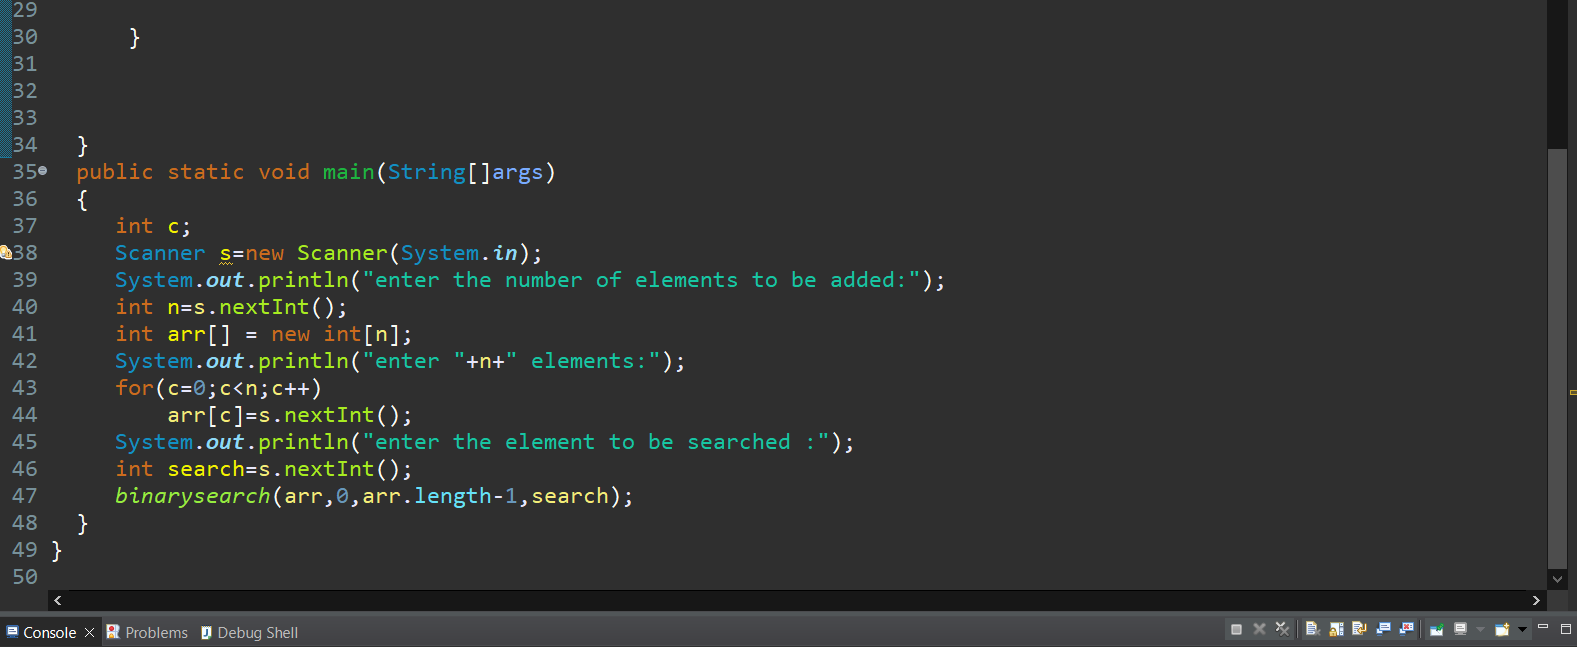 29
30 }
31
32
33
34 }
35 public static void main(String[]args)
36 {
37 int c;
38 Scanner s=new Scanner(System.in);
39 System.out.println("enter the number of elements to be added:");
40 int n=s.nextInt();
41 int arr[] = new int[n];
42 System.out.println("enter "+n+" elements:");
43 for(c=0;c<n;c++)
44 arr[c]=s.nextInt();
45 System.out.println("enter the element to be searched :");
46 int search=s.nextInt();
47 binarysearch(arr,0,arr.length-1,search);
48 }
49 }
50
Console Problems Debug Shell